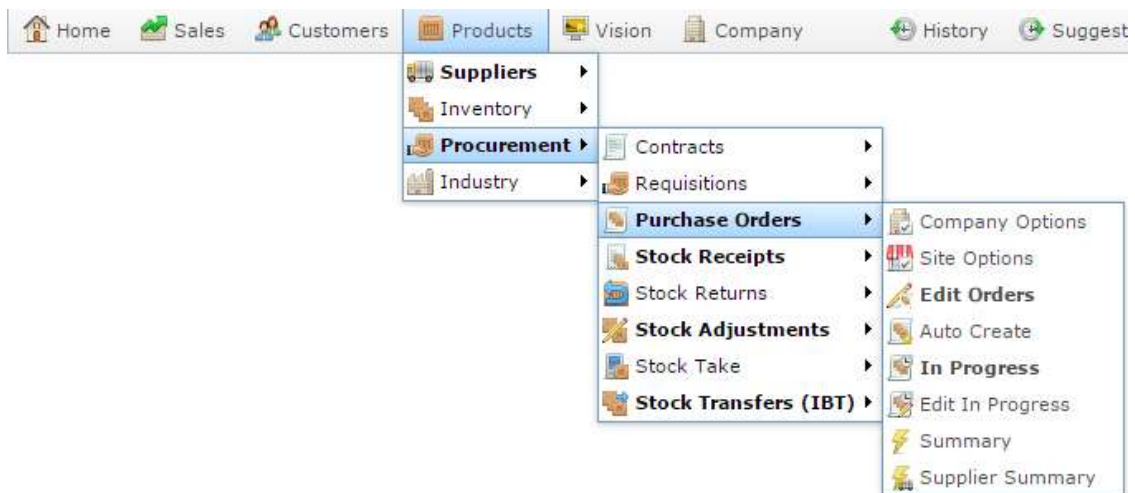 Home Sales Customers Products Vision Company History Suggest
Suppliers
Inventory
Procurement
Industry
Contracts
Requisitions
Purchase Orders
Stock Receipts
Stock Returns
Stock Adjustments
Stock Take
Stock Transfers (IBT)
Company Options
Site Options
Edit Orders
Auto Create
In Progress
Edit In Progress
Summary
Supplier Summary